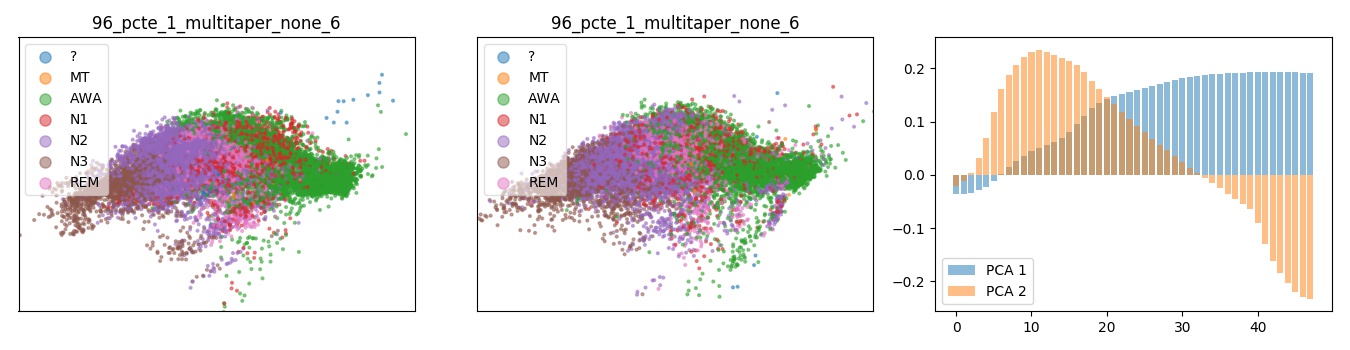 96_pcte_1_multitaper_none_6
?
MT
AWA
N1
N2
N3
REM
96_pcte_1_multitaper_none_6
?
MT
AWA
N1
N2
N3
REM
0.2
0.1
0.0
−0.1
−0.2
PCA 1
PCA 2
0 10 20 30 40